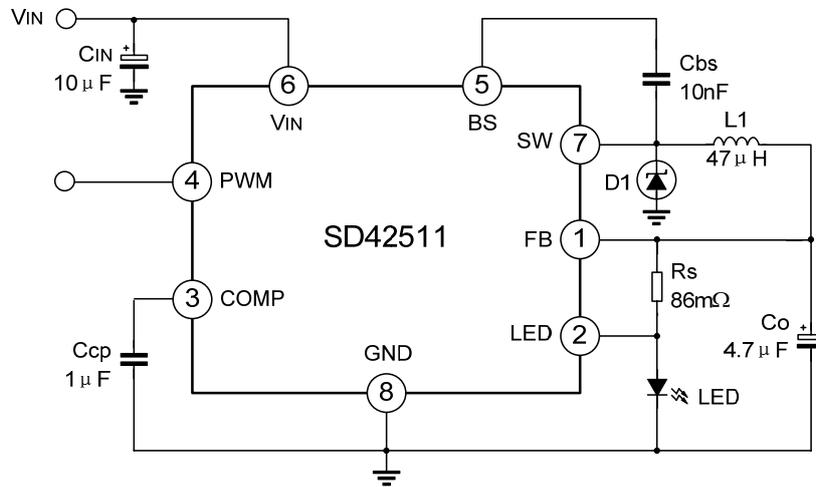 VIN
CIN
+
10μF
6
VIN
5
BS
Cbs
10nF
SW
7
L1
47μH
D1
4
PWM
SD42511
FB
1
Rs
86mΩ
3
COMP
LED
2
Co
+
4.7μF
Ccp
1μF
GND
8
LED